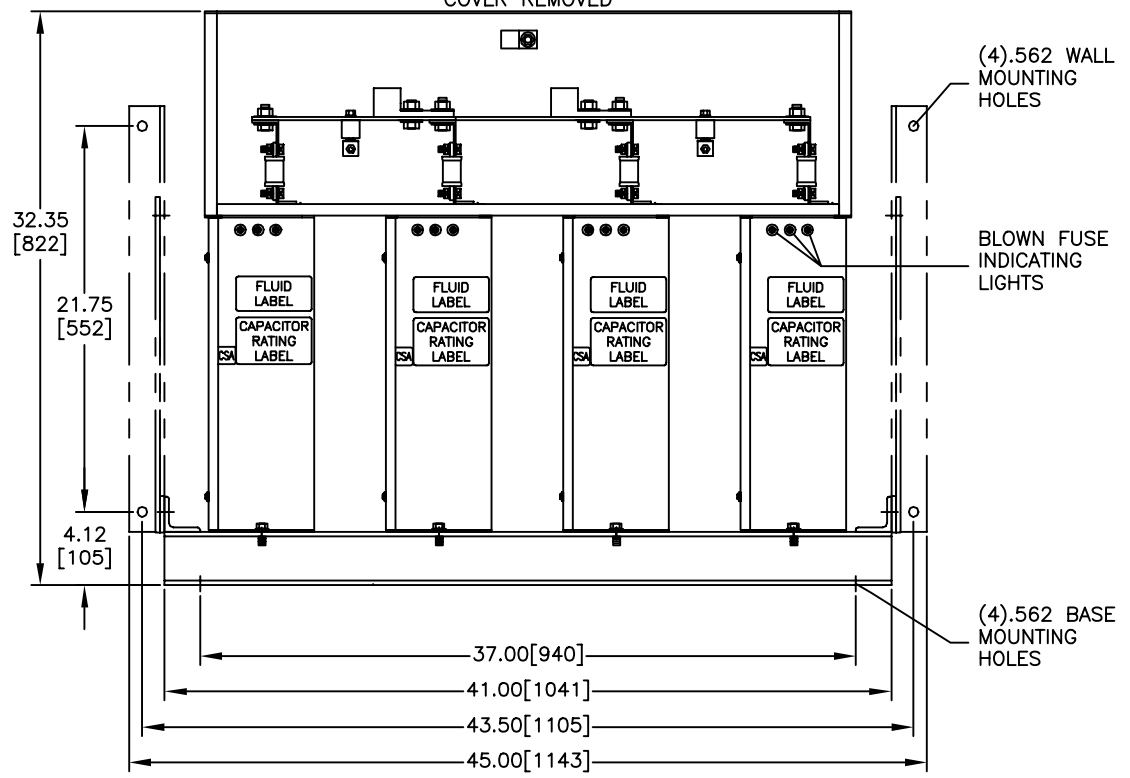 COVER REMOVED
(4).562 WALL
MOUNTING
HOLES
32.35
[822]
21.75
[552]
BLOWN FUSE
INDICATING
LIGHTS
FLUID
LABEL
FLUID
LABEL
FLUID
LABEL
FLUID
LABEL
CAPACITOR
RATING
LABEL
CSA
CAPACITOR
RATING
LABEL
CSA
CAPACITOR
RATING
LABEL
CSA
CAPACITOR
RATING
LABEL
CSA
4.12
[105]
(4).562 BASE
MOUNTING
HOLES
37.00[940]
41.00[1041]
43.50[1105]
45.00[1143]